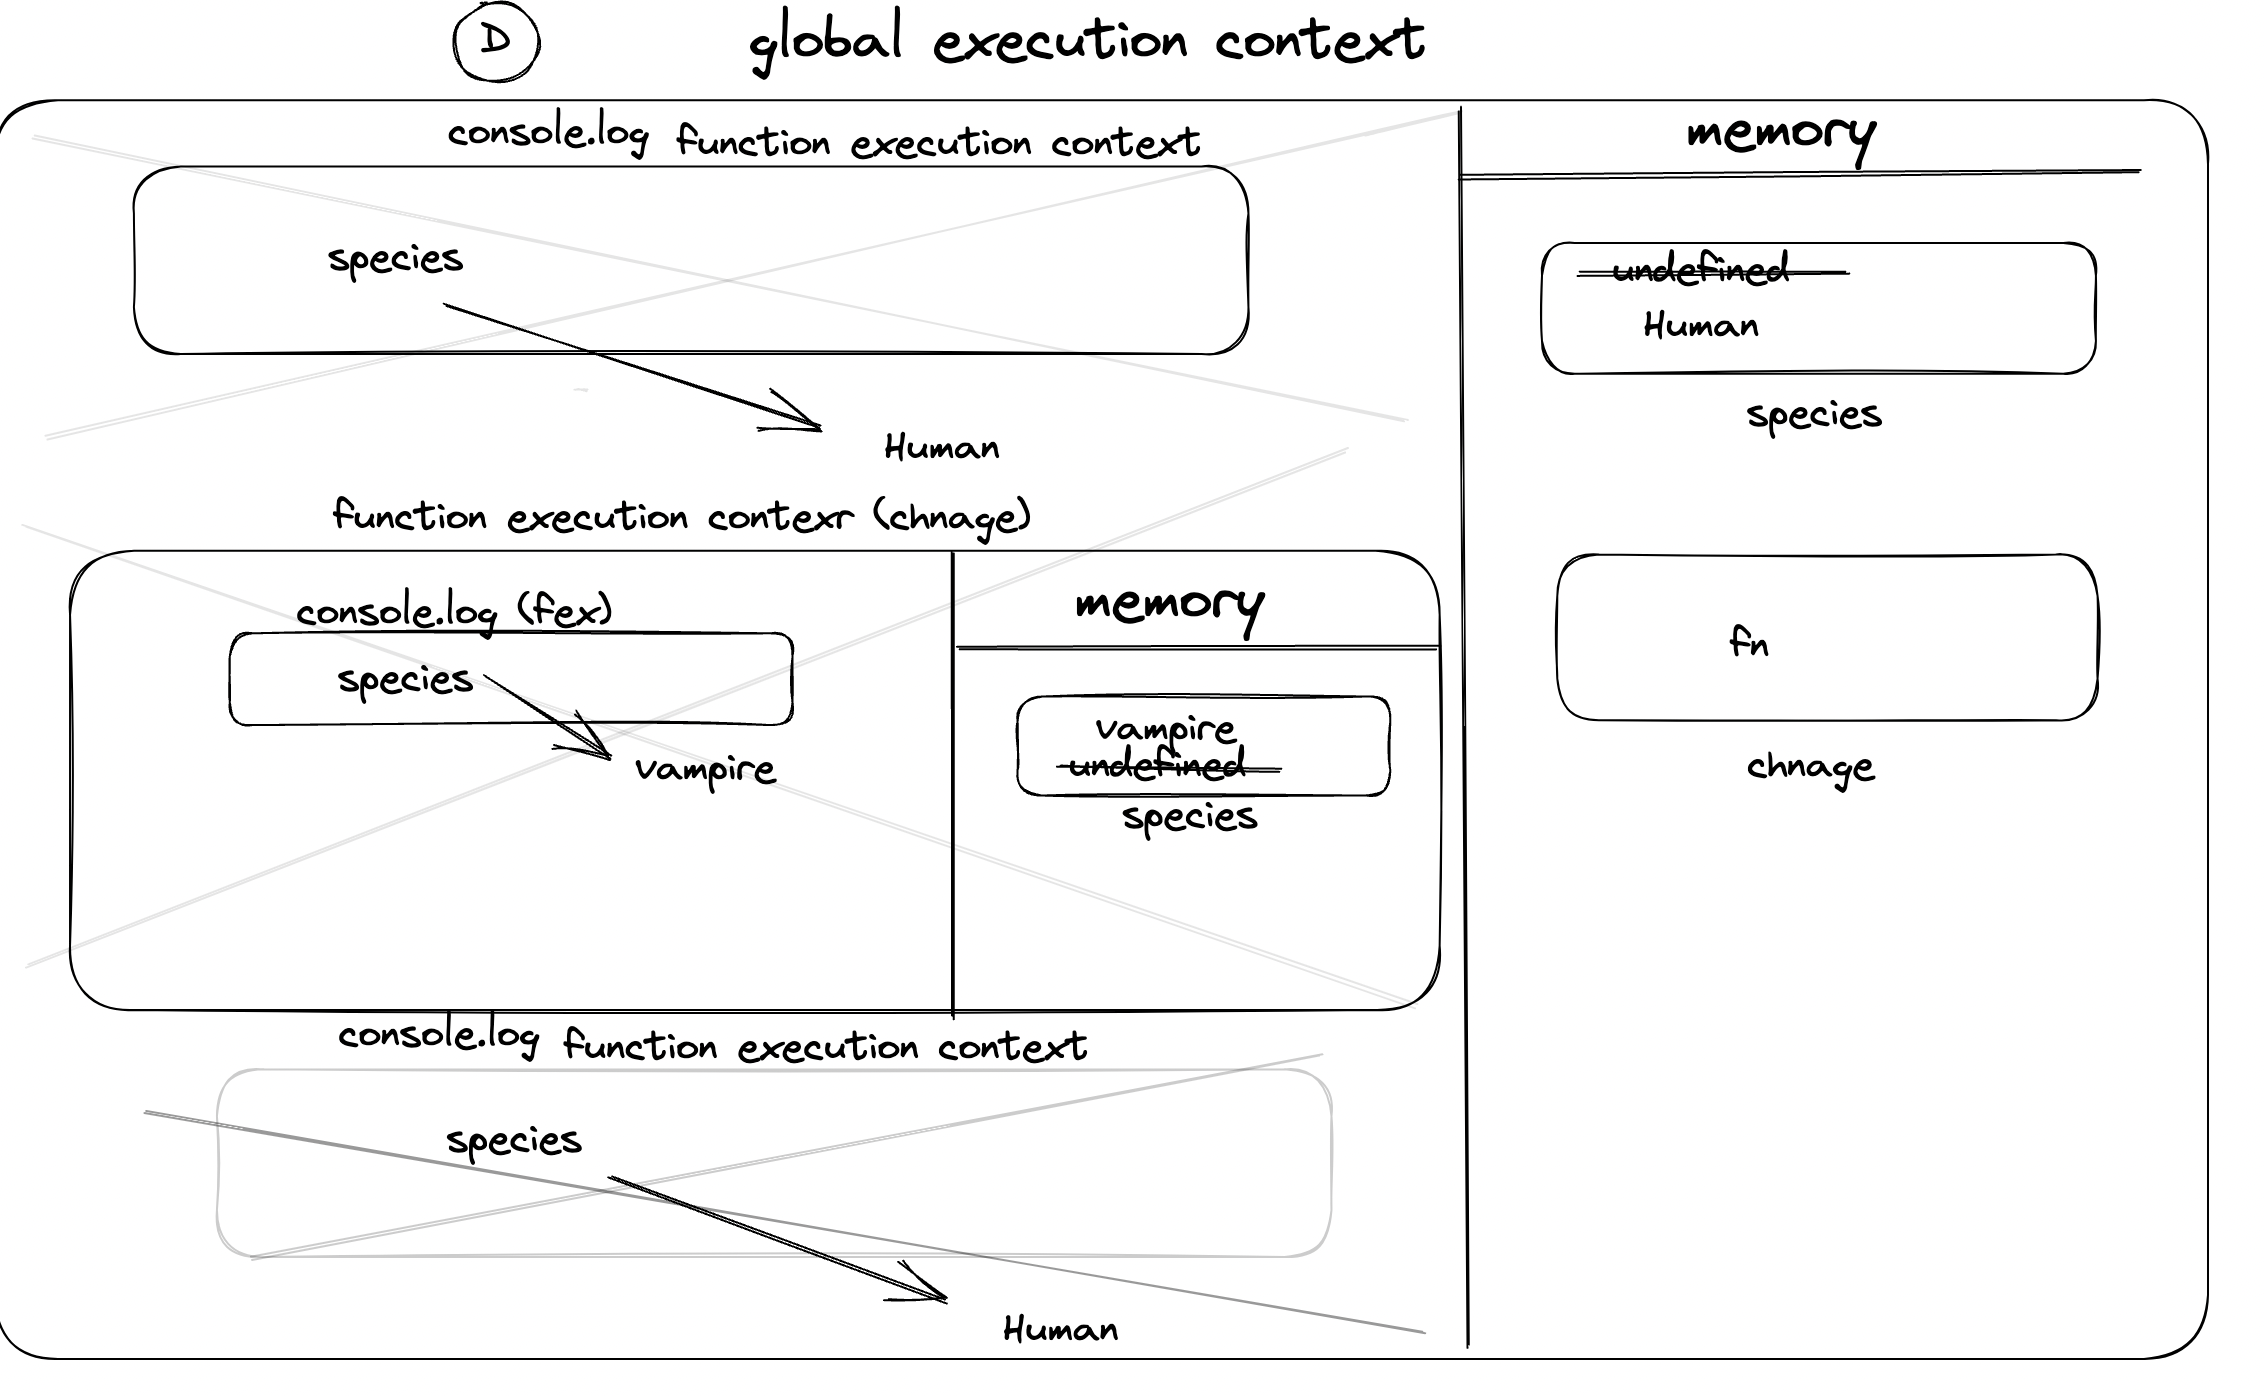 D
global execution context
console.log function execution context
species
Human
function execution contexr (chnage)
console.log (fex)
species
vampire
memory
vampire
undefined
species
console.log function execution context
species
Human
memory
undefined
Human
species
fn
chnage